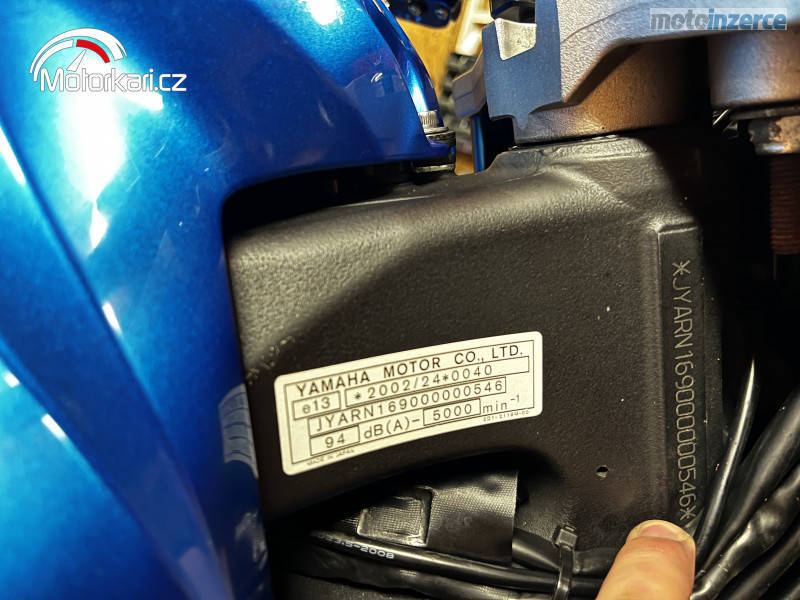 Motorkari.cz
motoinzerce
YAMAHA MOTOR CO., LTD.
e13 *2002/24*0040
JYARN169000000546
94 dB(A)- 5000 min-1
MADE IN JAPAN
*JYARN169000000546*